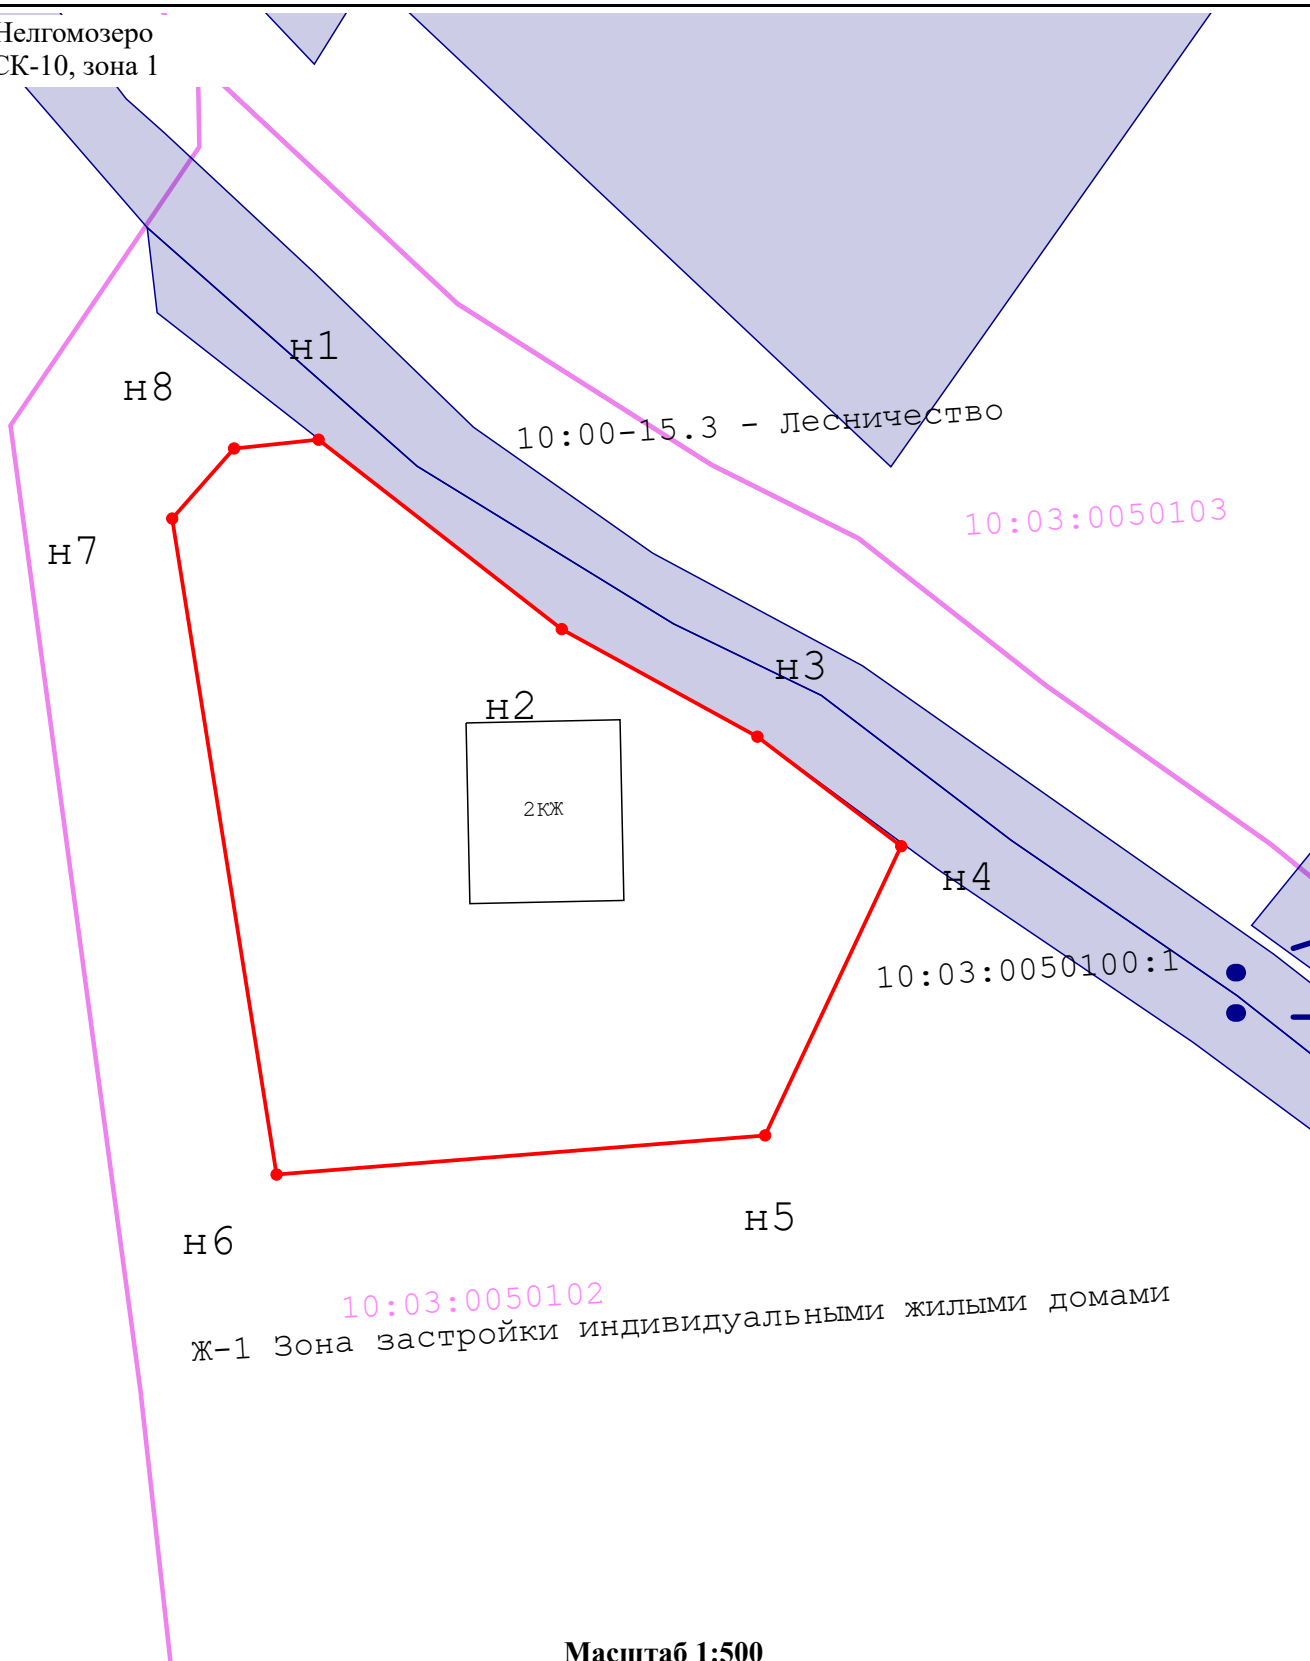 Нелгомозеро
СК-10, зона 1
н1
н8
10:00-15.3 - Лесничество
10:03:0050103
н7
н3
н2
2КЖ
н4
10:03:0050100:1
н5
н6
10:03:0050102
Ж-1 Зона застройки индивидуальными жилыми домами
Масштаб 1:500